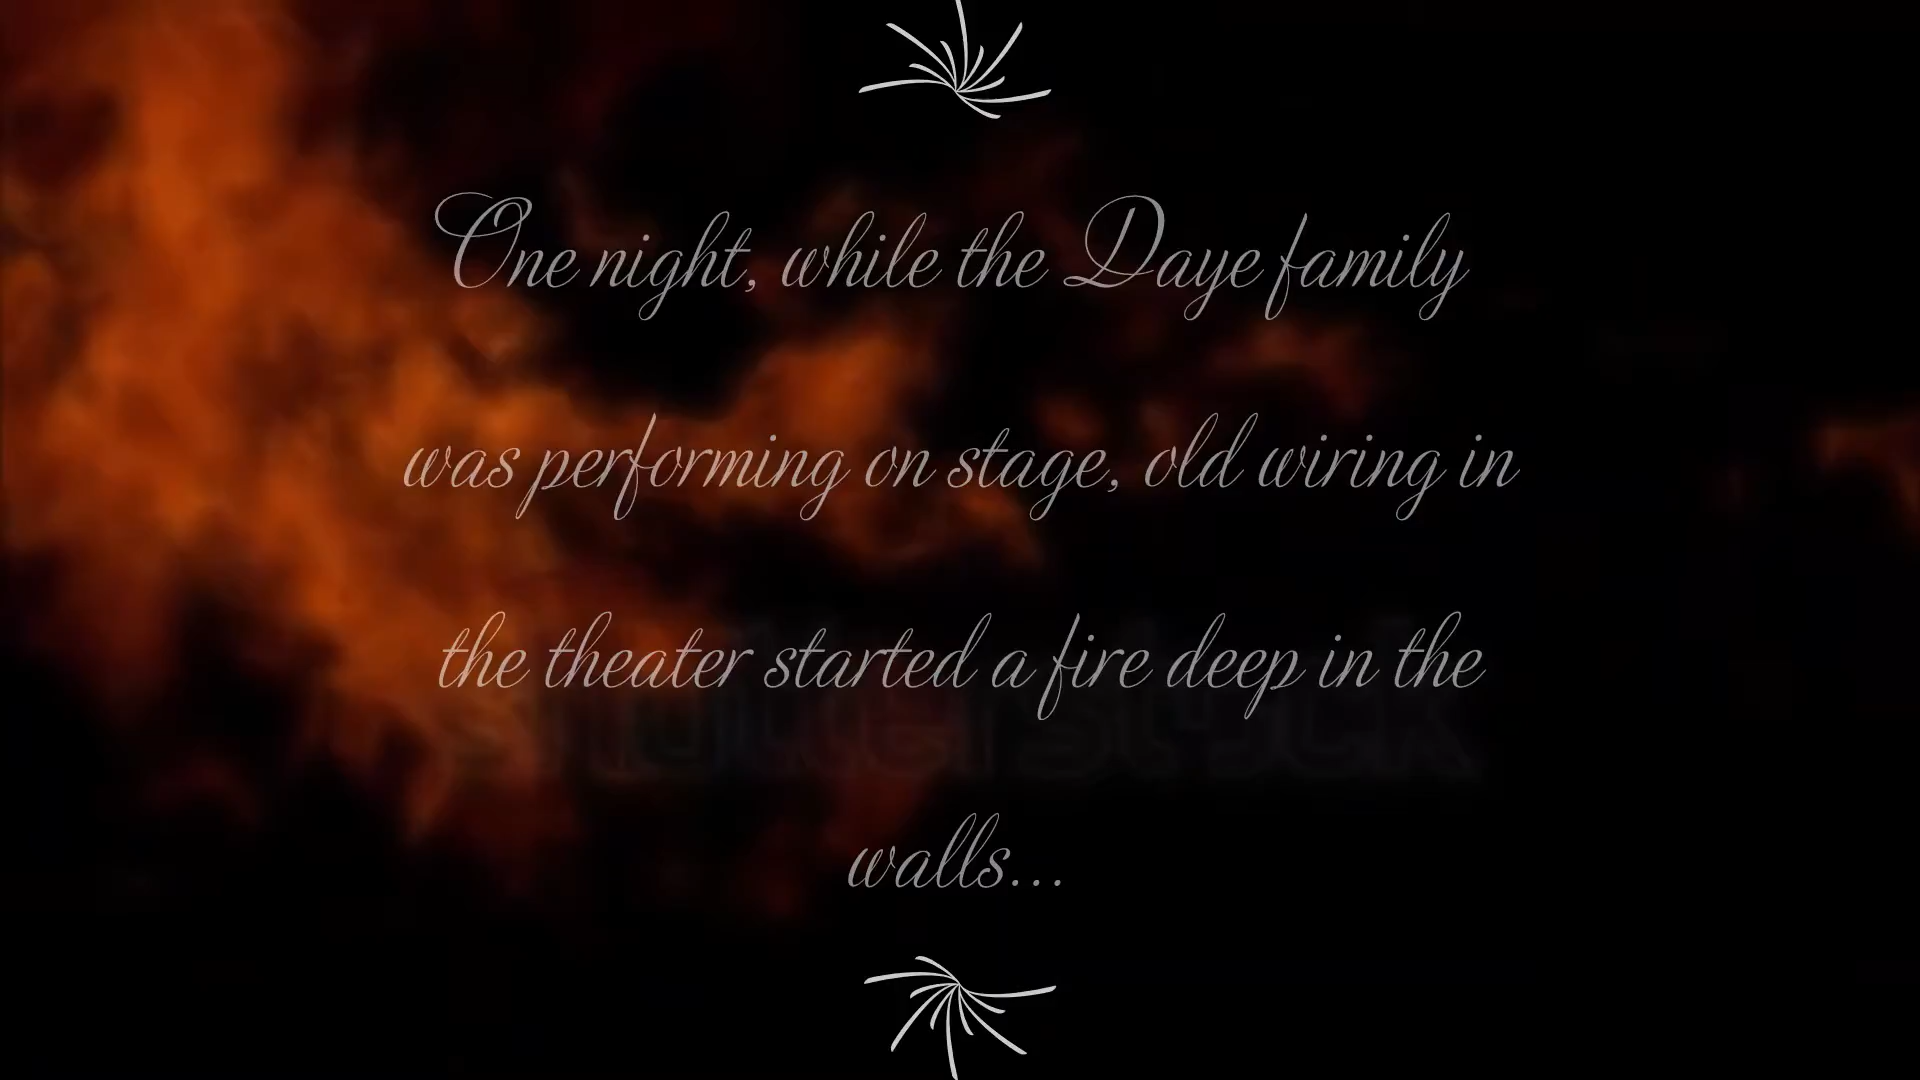 One night, while the Daye family
was performing on stage, old wiring in
the theater started a fire deep in the
shutterstock
walls...